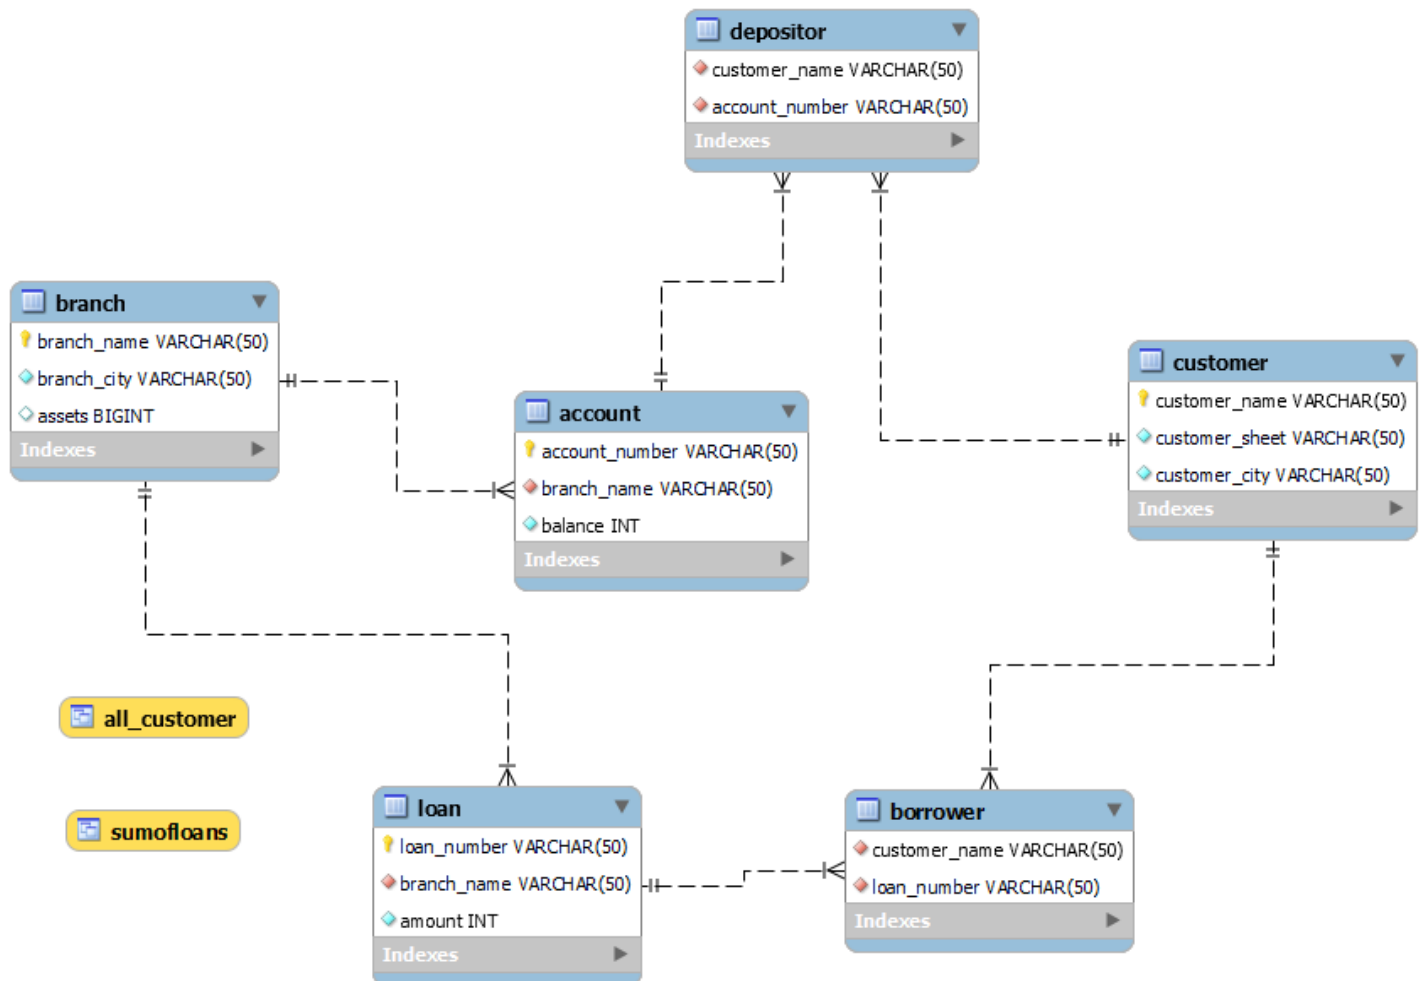 depositor
customer_name VARCHAR(50)
account_number VARCHAR(50)
Indexes
branch
branch_name VARCHAR(50)
branch_city VARCHAR(50)
assets BIGINT
Indexes
customer
customer_name VARCHAR(50)
customer_sheet VARCHAR(50)
customer_city VARCHAR(50)
Indexes
account
account_number VARCHAR(50)
branch_name VARCHAR(50)
balance INT
Indexes
all_customer
sumofloans
loan
loan_number VARCHAR(50)
branch_name VARCHAR(50)
amount INT
Indexes
borrower
customer_name VARCHAR(50)
loan_number VARCHAR(50)
Indexes